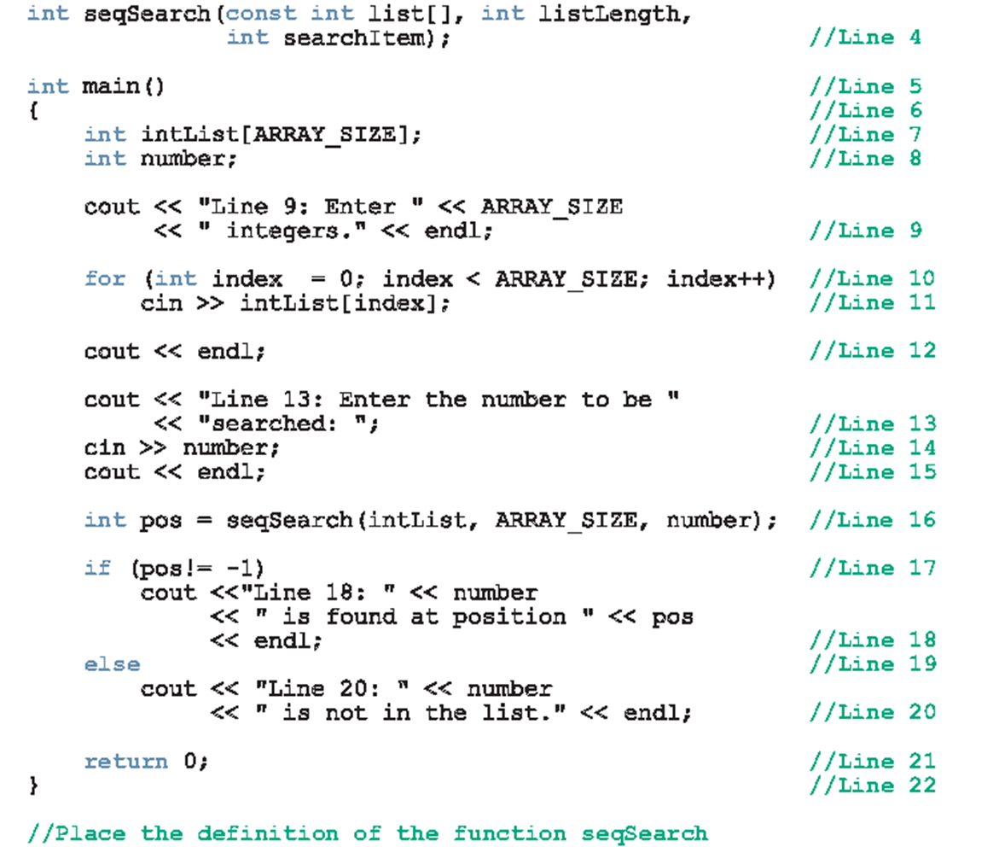 int seqSearch(const int list[], int listLength,
              int searchItem);                           //Line 4
int main()                                               //Line 5
{                                                        //Line 6
    int intList[ARRAY_SIZE];                             //Line 7
    int number;                                          //Line 8
    cout << "Line 9: Enter " << ARRAY_SIZE
         << " integers." << endl;                        //Line 9
    for (int index  = 0; index < ARRAY_SIZE; index++)    //Line 10
        cin >> intList[index];                           //Line 11
    cout << endl;                                        //Line 12
    cout << "Line 13: Enter the number to be "
         << "searched: ";                                //Line 13
    cin >> number;                                       //Line 14
    cout << endl;                                        //Line 15
    int pos = seqSearch(intList, ARRAY_SIZE, number);    //Line 16
    if (pos!= -1)                                        //Line 17
        cout <<"Line 18: " << number
             << " is found at position " << pos
             << endl;                                    //Line 18
    else                                                 //Line 19
        cout << "Line 20: " << number
             << " is not in the list." << endl;          //Line 20
    return 0;                                            //Line 21
}                                                        //Line 22
//Place the definition of the function seqSearch